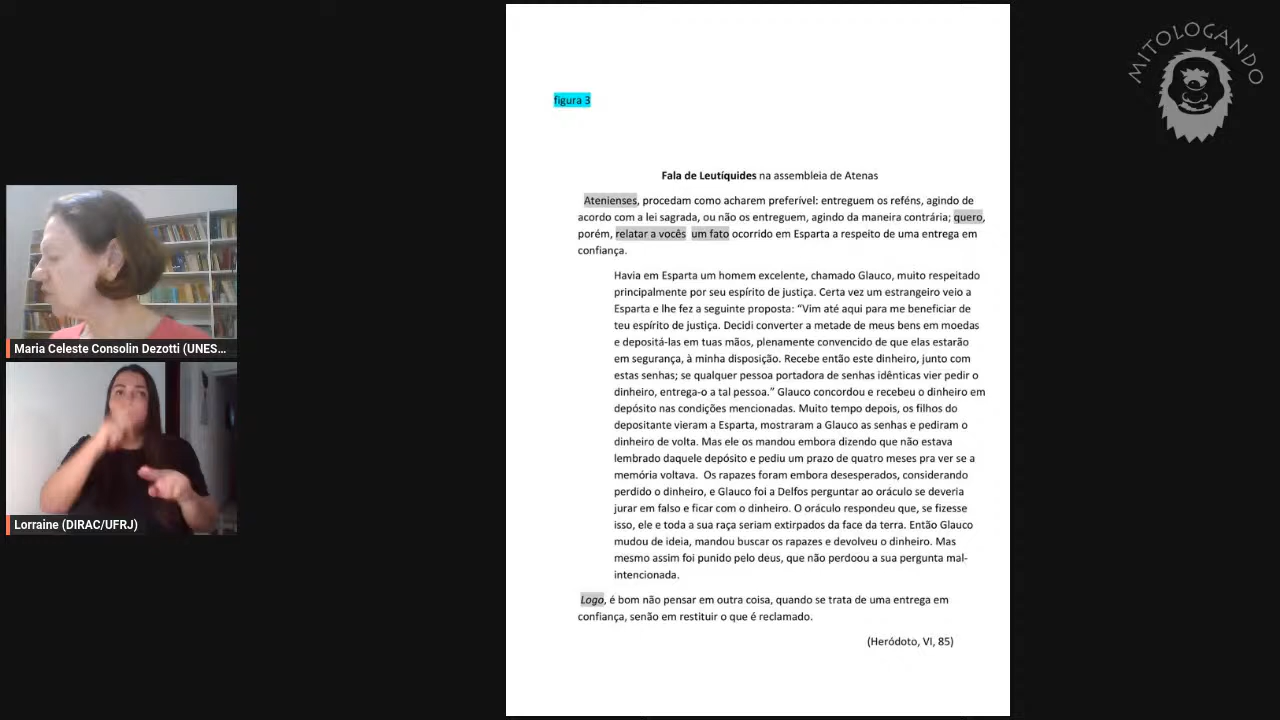 MITOLOGANDO
figura 3
Fala de Leutíquides na assembleia de Atenas
Atenienses, procedam como acharem preferível: entreguem os reféns, agindo de
acordo com a lei sagrada, ou não os entreguem, agindo da maneira contrária; quero,
porém, relatar a vocês um fato ocorrido em Esparta a respeito de uma entrega em
confiança.
Havia em Esparta um homem excelente, chamado Glauco, muito respeitado
principalmente por seu espírito de justiça. Certa vez um estrangeiro veio a
Esparta e lhe fez a seguinte proposta: “Vim até aqui para me beneficiar de
teu espírito de justiça. Decidi converter a metade de meus bens em moedas
e depositá-las em tuas mãos, plenamente convencido de que elas estarão
em segurança, à minha disposição. Recebe então este dinheiro, junto com
estas senhas; se qualquer pessoa portadora de senhas idênticas vier pedir o
dinheiro, entrega-o a tal pessoa.” Glauco concordou e recebeu o dinheiro em
depósito nas condições mencionadas. Muito tempo depois, os filhos do
depositante vieram a Esparta, mostraram a Glauco as senhas e pediram o
dinheiro de volta. Mas ele os mandou embora dizendo que não estava
lembrado daquele depósito e pediu um prazo de quatro meses pra ver se a
memória voltava. Os rapazes foram embora desesperados, considerando
perdido o dinheiro, e Glauco foi a Delfos perguntar ao oráculo se deveria
jurar em falso e ficar com o dinheiro. O oráculo respondeu que, se fizesse
isso, ele e toda a sua raça seriam extirpados da face da terra. Então Glauco
mudou de ideia, mandou buscar os rapazes e devolveu o dinheiro. Mas
mesmo assim foi punido pelo deus, que não perdoou a sua pergunta mal-
intencionada.
Logo, é bom não pensar em outra coisa, quando se trata de uma entrega em
confiança, senão em restituir o que é reclamado.
(Heródoto, VI, 85)
Maria Celeste Consolin Dezotti (UNES...
Lorraine (DIRAC/UFRJ)